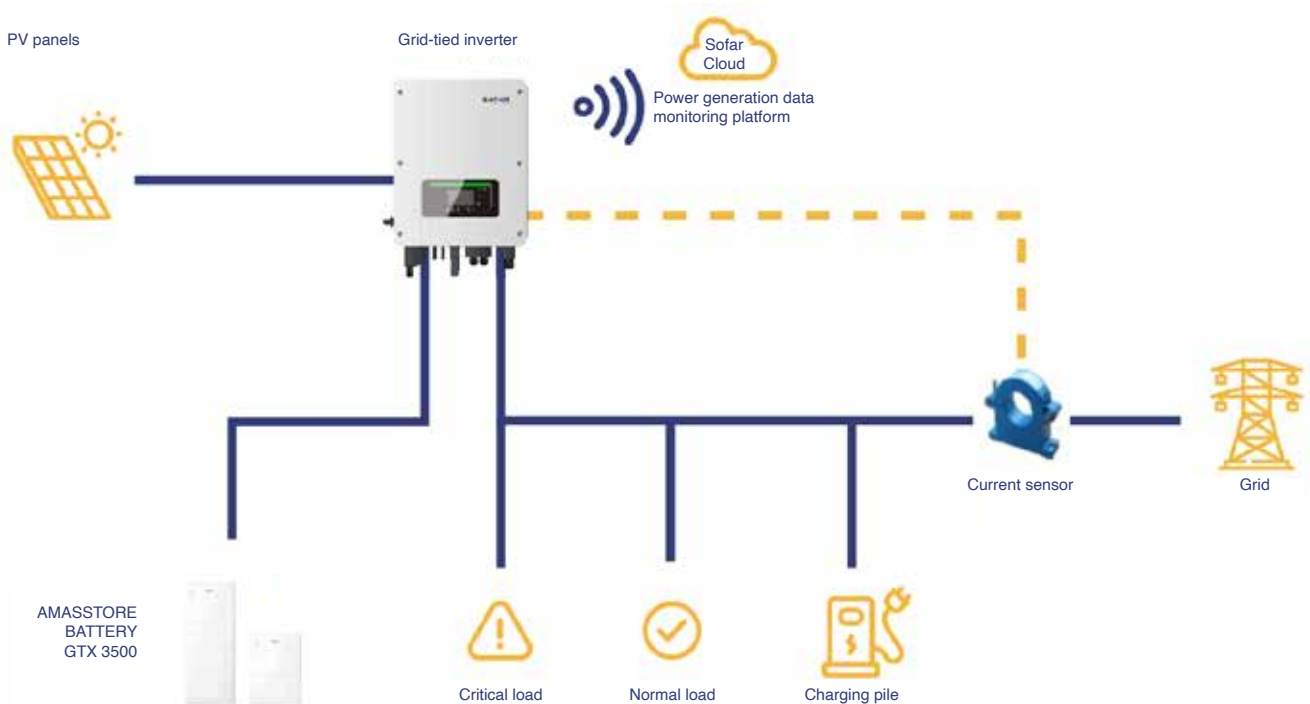 PV panels
Grid-tied inverter
Sofar
Cloud
Power generation data
monitoring platform
Current sensor
Grid
AMASSTORE
BATTERY
GTX 3500
Critical load
Normal load
Charging pile